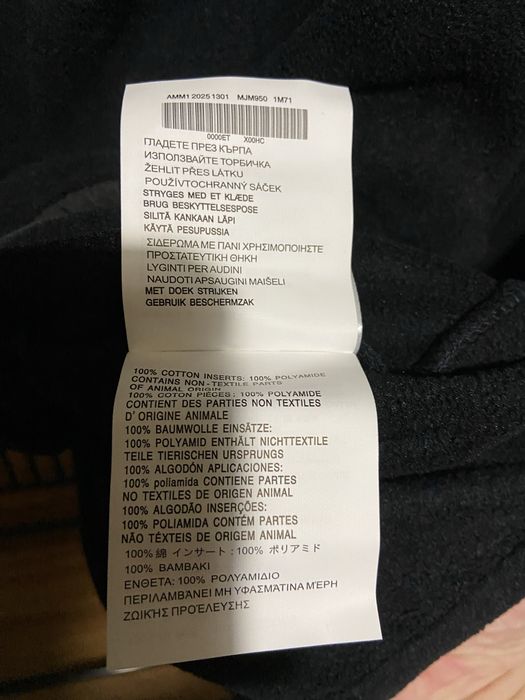 AMM1 20251301 MJM950 1M71
0000ET X00HC
ГЛАДЕТЕ ПРЕЗ КЪРПА
ИЗПОЛЗВАЙТЕ ТОРБИЧКА
ŽEHLIT PŘES LÁTKU
POUŽÍVTOCHRANNÝ SÁČEK
STRYGES MED ET KLÆDE
BRUG BESKYTTELSESPOSE
SILITÄ KANKAAN LÄPI
KÄYTÄ PESUPUSSIA
ΣΙΔΕΡΩΜΑ ΜΕ ΠΑΝΙ ΧΡΗΣΙΜΟΠΟΙΗΣΤΕ
ΠΡΟΣΤΑΤΕΥΤΙΚΗ ΘΗΚΗ
LYGINTI PER AUDINI
NAUDOTI APSAUGINI MAIŠELI
MET DOEK STRIJKEN
GEBRUIK BESCHERMZAK
100% COTTON INSERTS: 100% POLYAMIDE
CONTAINS NON-TEXTILE PARTS
OF ANIMAL ORIGIN
100% COTON PIECES: 100% POLYAMIDE
CONTIENT DES PARTIES NON TEXTILES
D' ORIGINE ANIMALE
100% BAUMWOLLE EINSÄTZE:
100% POLYAMID ENTHÄLT NICHTTEXTILE
TEILE TIERISCHEN URSPRUNGS
100% ALGODÓN APLICACIONES:
100% poliamida CONTIENE PARTES
NO TEXTILES DE ORIGEN ANIMAL
100% ALGODÃO INSERÇÕES:
100% POLIAMIDA CONTÉM PARTES
NÃO TÉXTEIS DE ORIGEM ANIMAL
100% 綿 インサート : 100% ポリアミド
100% ΒΑΜΒΑΚΙ
ΕΝΘΕΤΑ: 100% ΡΟΛΥΑΜΙΔΙΟ
ΠΕΡΙΛΑΜΒΑΝΕΙ ΜΗ ΥΦΑΣΜΑΤΙΝΑ ΜΈΡΗ
ΖΩΙΚΉΣ ΠΡΟΈΛΕΥΣΗΣ